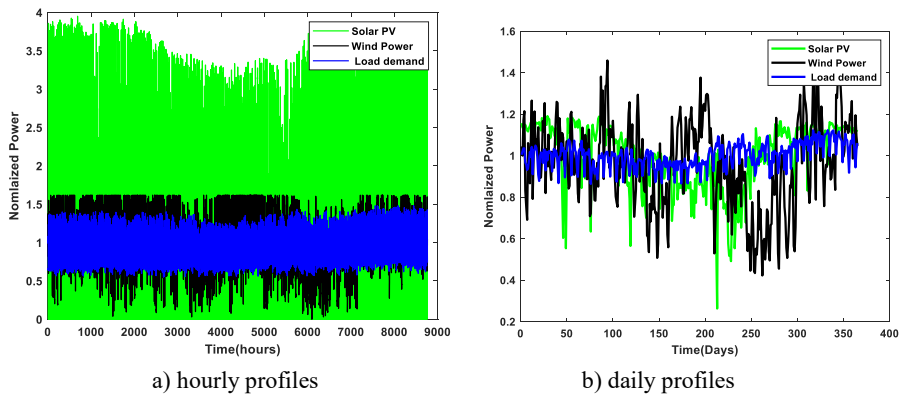 4
3.5
3
2.5
2
1.5
1
0.5
0
Nomlaized Power
Solar PV
Wind Power
Load demand
0 1000 2000 3000 4000 5000 6000 7000 8000 9000
Time(hours)
a) hourly profiles
1.6
1.4
1.2
1
0.8
0.6
0.4
0.2
Nomlaized Power
Solar PV
Wind Power
Load demand
0 50 100 150 200 250 300 350 400
Time(Days)
b) daily profiles